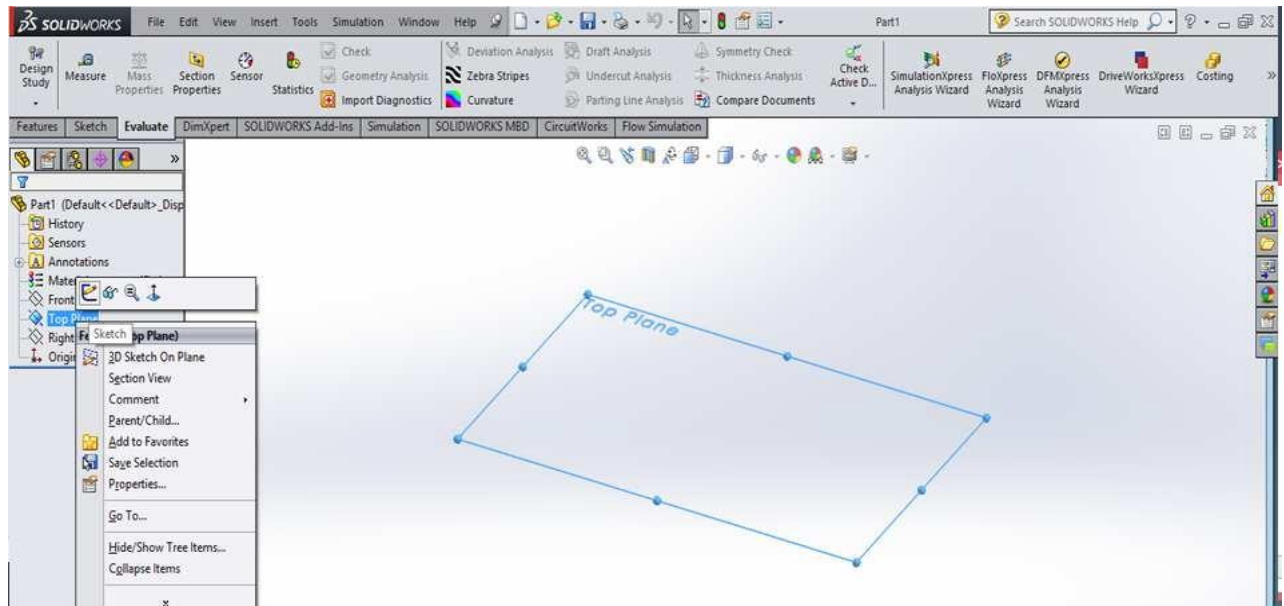 SOLIDWORKS File Edit View Insert Tools Simulation Window Help Part1 Search SOLIDWORKS Help
Design Study
Measure
Mass Properties
Section Properties
Sensor
Statistics
Check
Geometry Analysis
Import Diagnostics
Deviation Analysis
Zebra Stripes
Curvature
Draft Analysis
Undercut Analysis
Parting Line Analysis
Symmetry Check
Thickness Analysis
Compare Documents
Check Active D...
SimulationXpress Analysis Wizard
FloXpress Analysis Wizard
DFMXpress Analysis Wizard
DriveWorksXpress Wizard
Costing
Features Sketch Evaluate DimXpert SOLIDWORKS Add-Ins Simulation SOLIDWORKS MBD CircuitWorks Flow Simulation
Part1 (Default<<Default>_Disp
History
Sensors
Annotations
Mate
Front
Top Plane
Right
Origi
Sketch
Fe op Plane)
3D Sketch On Plane
Section View
Comment
Parent/Child...
Add to Favorites
Save Selection
Properties...
Go To...
Hide/Show Tree Items...
Collapse Items
Top Plane